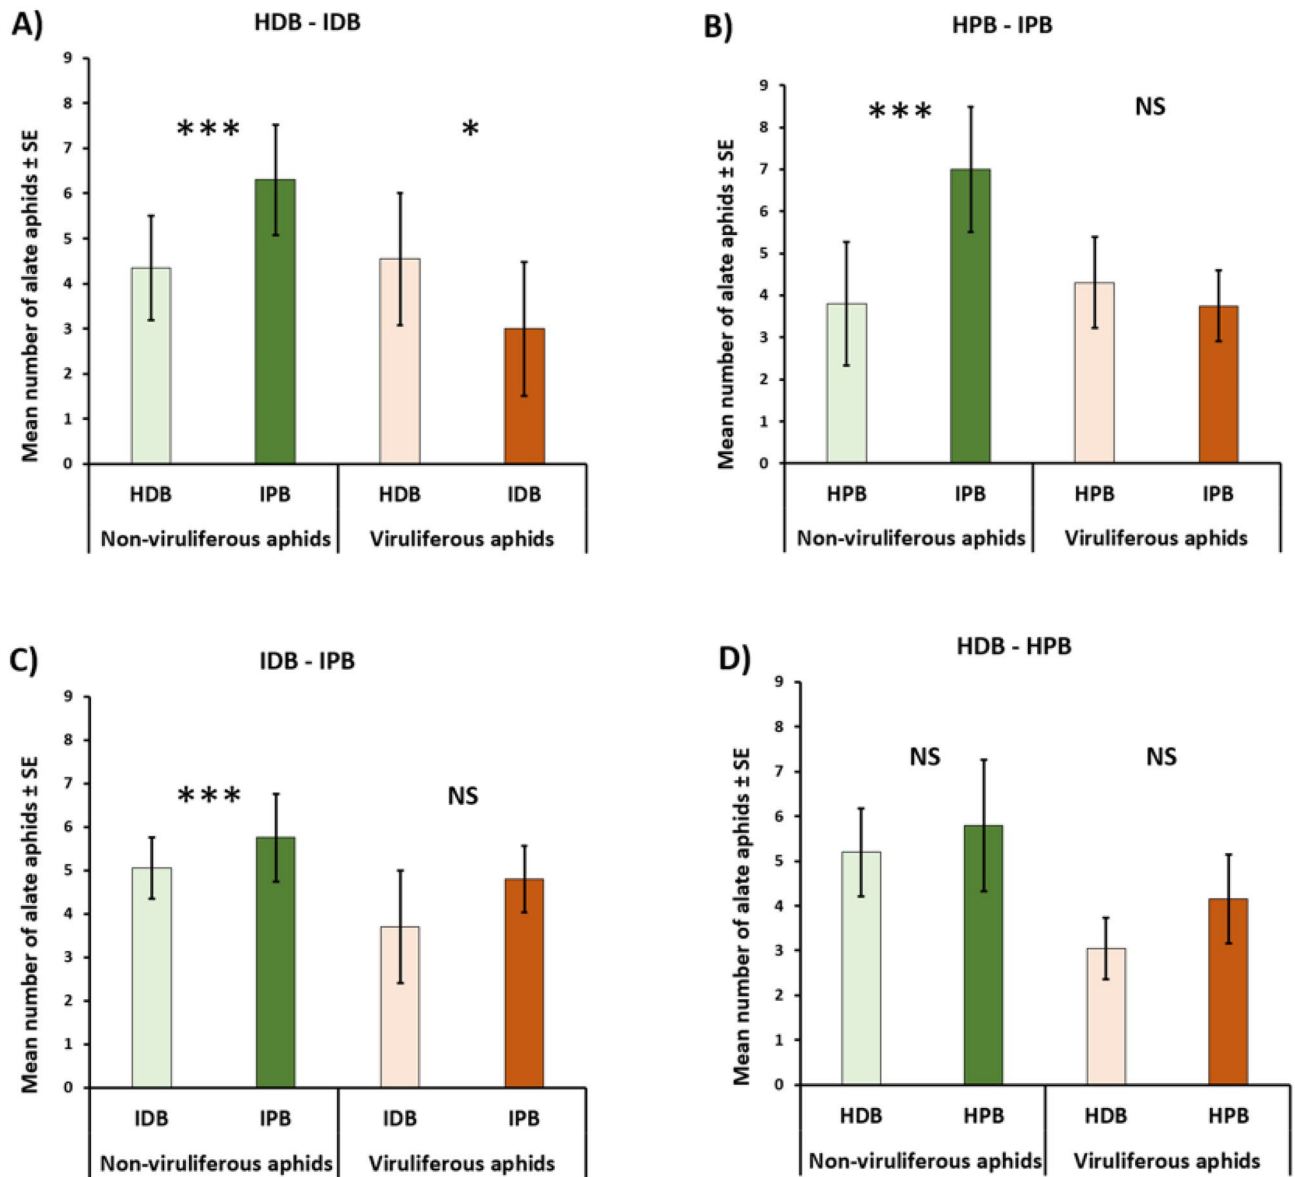 A)
HDB - IDB
Mean number of alate aphids ± SE
9
8
7
6
5
4
3
2
1
0
***
*
HDB IPB HDB IDB
Non-viruliferous aphids Viruliferous aphids
B)
HPB - IPB
Mean number of alate aphids ± SE
9
8
7
6
5
4
3
2
1
0
***
NS
HPB IPB HPB IPB
Non-viruliferous aphids Viruliferous aphids
C)
IDB - IPB
Mean number of alate aphids ± SE
9
8
7
6
5
4
3
2
1
0
***
NS
IDB IPB IDB IPB
Non-viruliferous aphids Viruliferous aphids
D)
HDB - HPB
Mean number of alate aphids ± SE
9
8
7
6
5
4
3
2
1
0
NS
NS
HDB HPB HDB HPB
Non-viruliferous aphids Viruliferous aphids